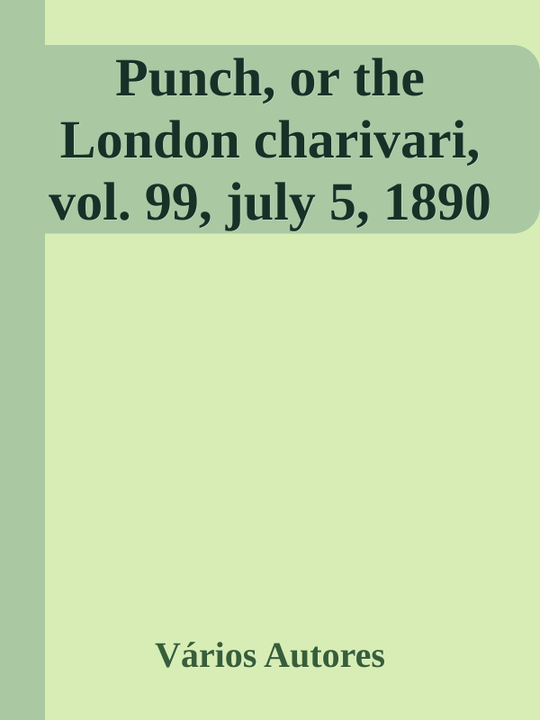 Punch, or the
London charivari,
vol. 99, july 5, 1890
Vários Autores